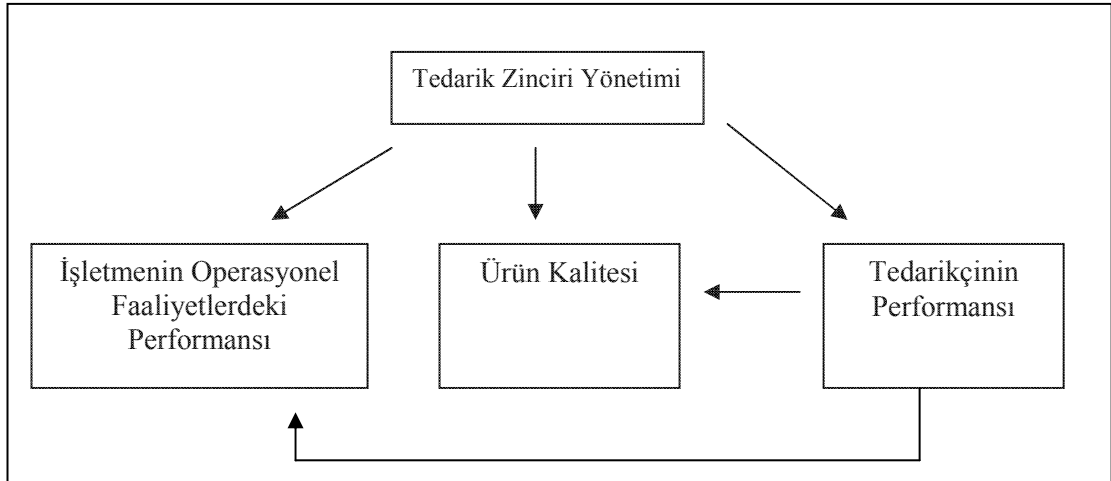 Tedarik Zinciri Yönetimi
İşletmenin Operasyonel
Faaliyetlerdeki
Performansı
Ürün Kalitesi
Tedarikçinin
Performansı